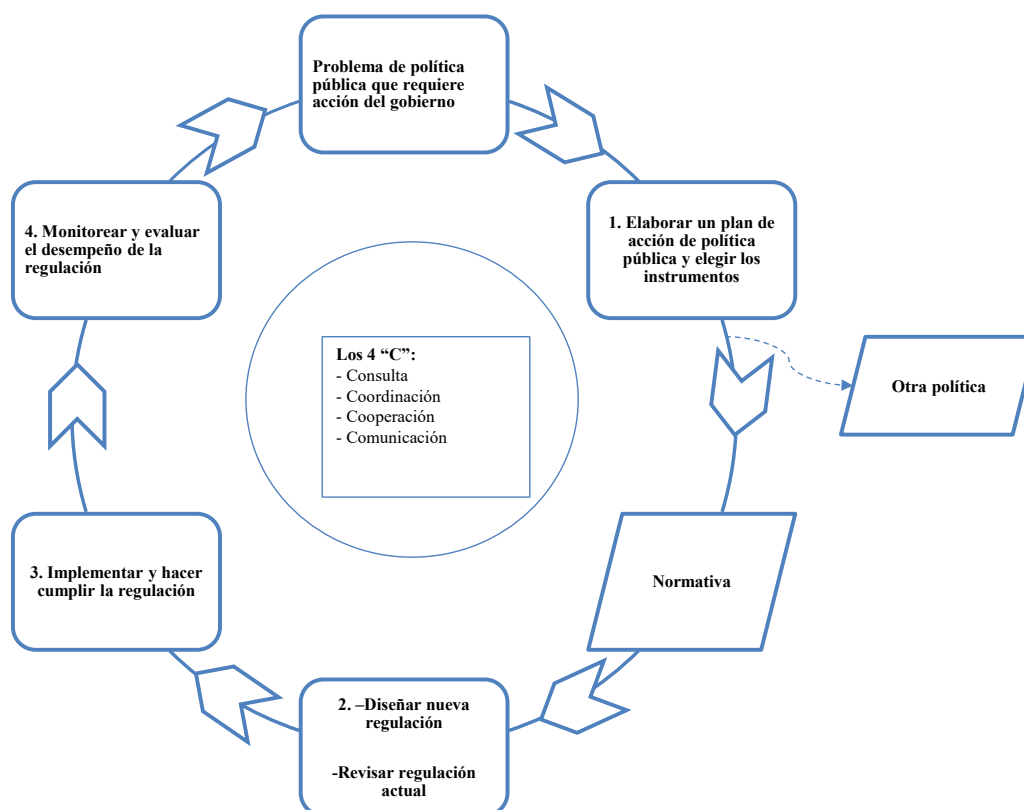 Problema de política
pública que requiere
acción del gobierno
1. Elaborar un plan de
acción de política
pública y elegir los
instrumentos
Otra política
Normativa
2. –Diseñar nueva
regulación
-Revisar regulación
actual
3. Implementar y hacer
cumplir la regulación
4. Monitorear y evaluar
el desempeño de la
regulación
Los 4 “C”:
- Consulta
- Coordinación
- Cooperación
- Comunicación